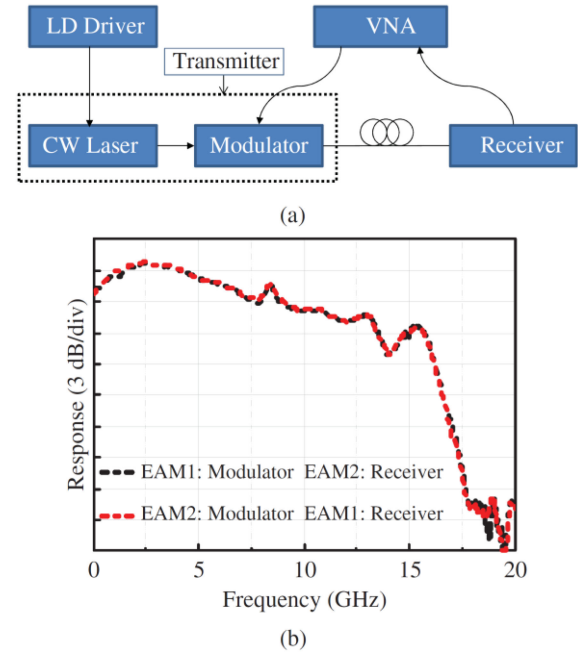 LD Driver
VNA
Transmitter
CW Laser
Modulator
Receiver
(a)
Response (3 dB/div)
EAM1: Modulator EAM2: Receiver
EAM2: Modulator EAM1: Receiver
0 5 10 15 20
Frequency (GHz)
(b)